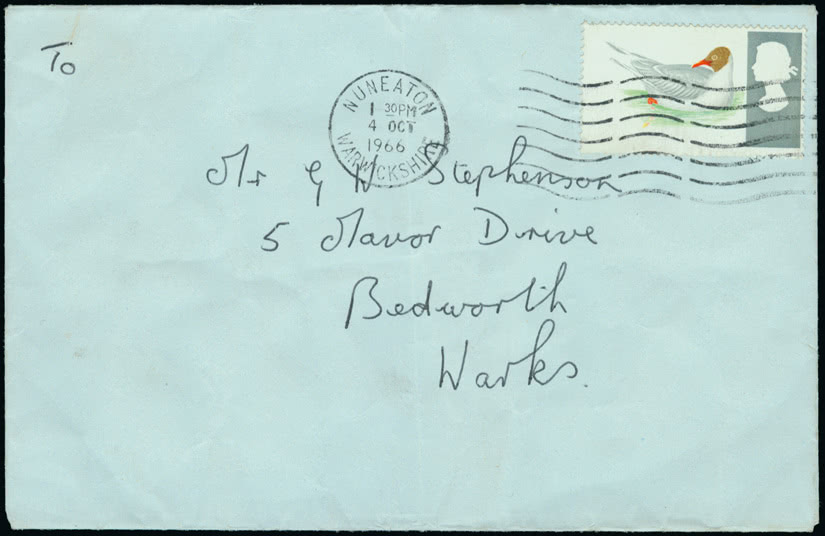 To
NUNEATON
1 30PM
4 OCT
1966
WARWICKSHIRE
Mr G W Stephenson
5 Manor Drive
Bedworth
Warks.